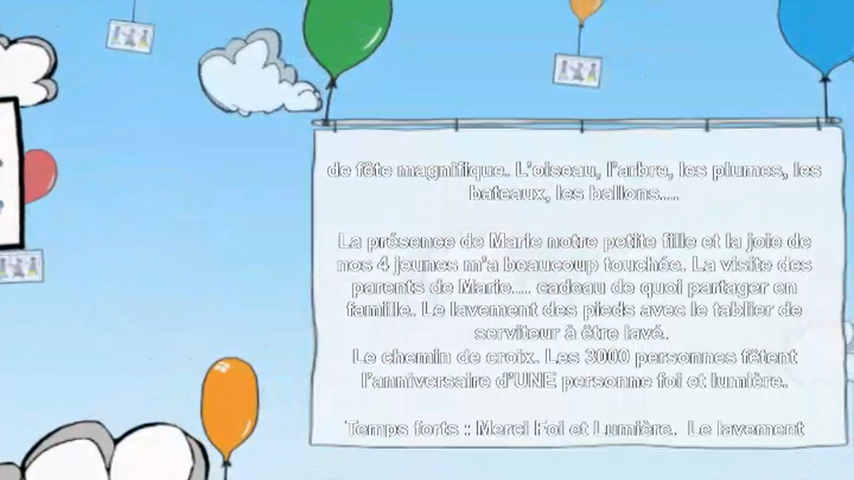 de fête magnifique. L'oiseau, l'arbre, les plumes, les
bateaux, les ballons....
La présence de Marie notre petite fille et la joie de
nos 4 jeunes m'a beaucoup touchée. La visite des
parents de Marie.... cadeau de quoi partager en
famille. Le lavement des pieds avec le tablier de
serviteur à être lavé.
Le chemin de croix. Les 3000 personnes fêtent
l'anniversaire d'UNE personne foi et lumière.
Temps forts : Merci Foi et Lumière. Le lavement